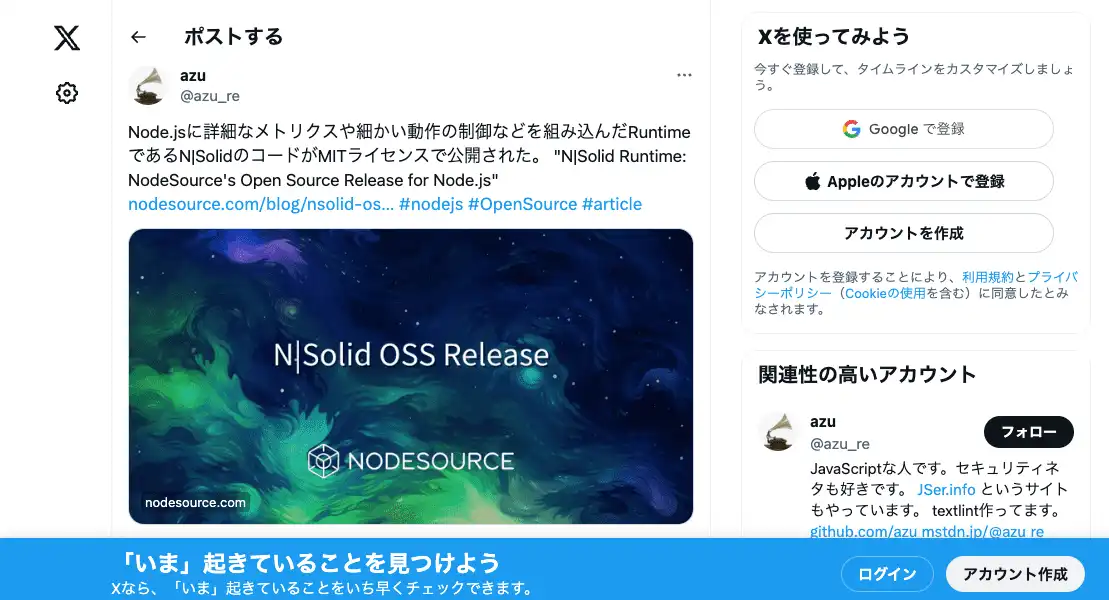 ポストする
azu
@azu_re
Node.jsに詳細なメトリクスや細かい動作の制御などを組み込んだRuntime
であるN|SolidのコードがMITライセンスで公開された。 "N|Solid Runtime:
NodeSource's Open Source Release for Node.js"
nodesource.com/blog/nsolid-os... #nodejs #OpenSource #article
N|Solid OSS Release
NODESOURCE
nodesource.com
Xを使ってみよう
今すぐ登録して、タイムラインをカスタマイズしましょ
う。
Google で登録
Appleのアカウントで登録
アカウントを作成
アカウントを登録することにより、利用規約とプライバ
シーポリシー（Cookieの使用を含む）に同意したとみ
なされます。
関連性の高いアカウント
azu
@azu_re
フォロー
JavaScriptな人です。セキュリティネ
タも好きです。 JSer.info というサイト
もやっています。 textlint作ってます。
github.com/azu mstdn.jp/@azu_re
「いま」起きていることを見つけよう
Xなら、「いま」起きていることをいち早くチェックできます。
ログイン
アカウント作成